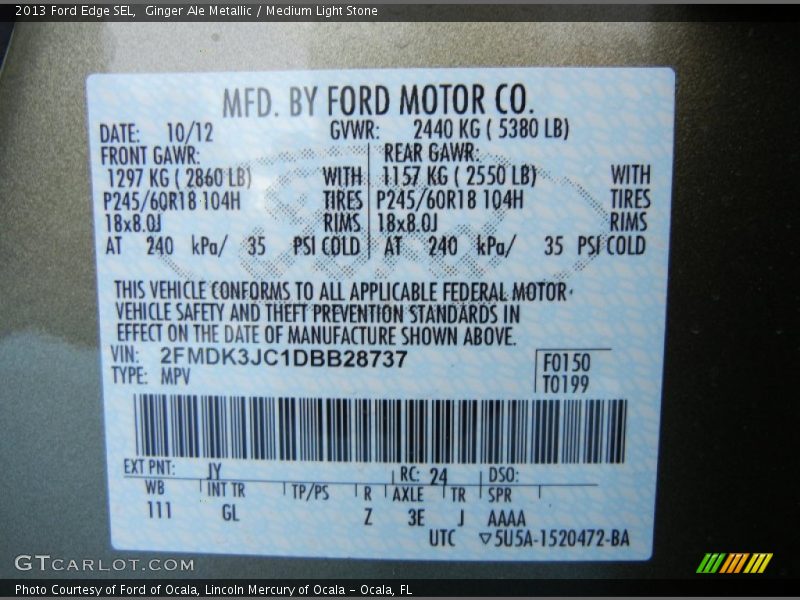 2013 Ford Edge SEL,  Ginger Ale Metallic / Medium Light Stone
MFD. BY FORD MOTOR CO.
DATE: 10/12 GVWR: 2440 KG ( 5380 LB)
FRONT GAWR: REAR GAWR:
1297 KG ( 2860 LB) WITH 1157 KG ( 2550 LB) WITH
P245/60R18 104H TIRES P245/60R18 104H TIRES
18x8.0J RIMS 18x8.0J RIMS
AT 240 kPa/ 35 PSI COLD AT 240 kPa/ 35 PSI COLD
THIS VEHICLE CONFORMS TO ALL APPLICABLE FEDERAL MOTOR
VEHICLE SAFETY AND THEFT PREVENTION STANDARDS IN
EFFECT ON THE DATE OF MANUFACTURE SHOWN ABOVE.
VIN: 2FMDK3JC1DBB28737 F0150
TYPE: MPV T0199
EXT PNT: JY RC: 24 DSO:
WB INT TR TP/PS R AXLE TR SPR
111 GL Z 3E J AAAA
UTC ▽5U5A-1520472-BA
GTCARLOT.COM
Photo Courtesy of Ford of Ocala, Lincoln Mercury of Ocala – Ocala, FL